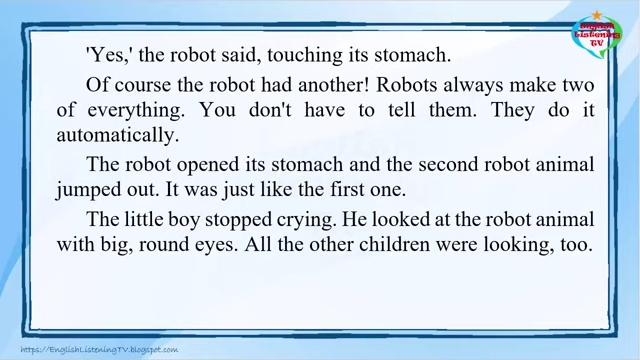 English
Listening
TV
'Yes,' the robot said, touching its stomach.
Of course the robot had another! Robots always make two
of everything. You don't have to tell them. They do it
automatically.
The robot opened its stomach and the second robot animal
jumped out. It was just like the first one.
The little boy stopped crying. He looked at the robot animal
with big, round eyes. All the other children were looking, too.
https://EnglishListeningTV.blogspot.com